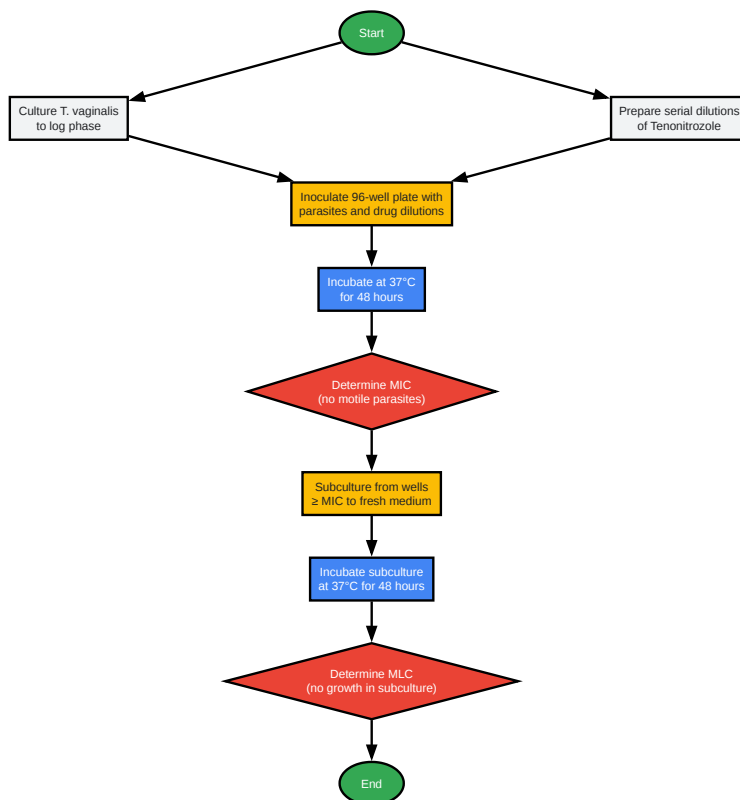 Start
Culture T. vaginalis
to log phase
Prepare serial dilutions
of Tenonitrozole
Inoculate 96-well plate with
parasites and drug dilutions
Incubate at 37°C
for 48 hours
Determine MIC
(no motile parasites)
Subculture from wells
≥ MIC to fresh medium
Incubate subculture
at 37°C for 48 hours
Determine MLC
(no growth in subculture)
End